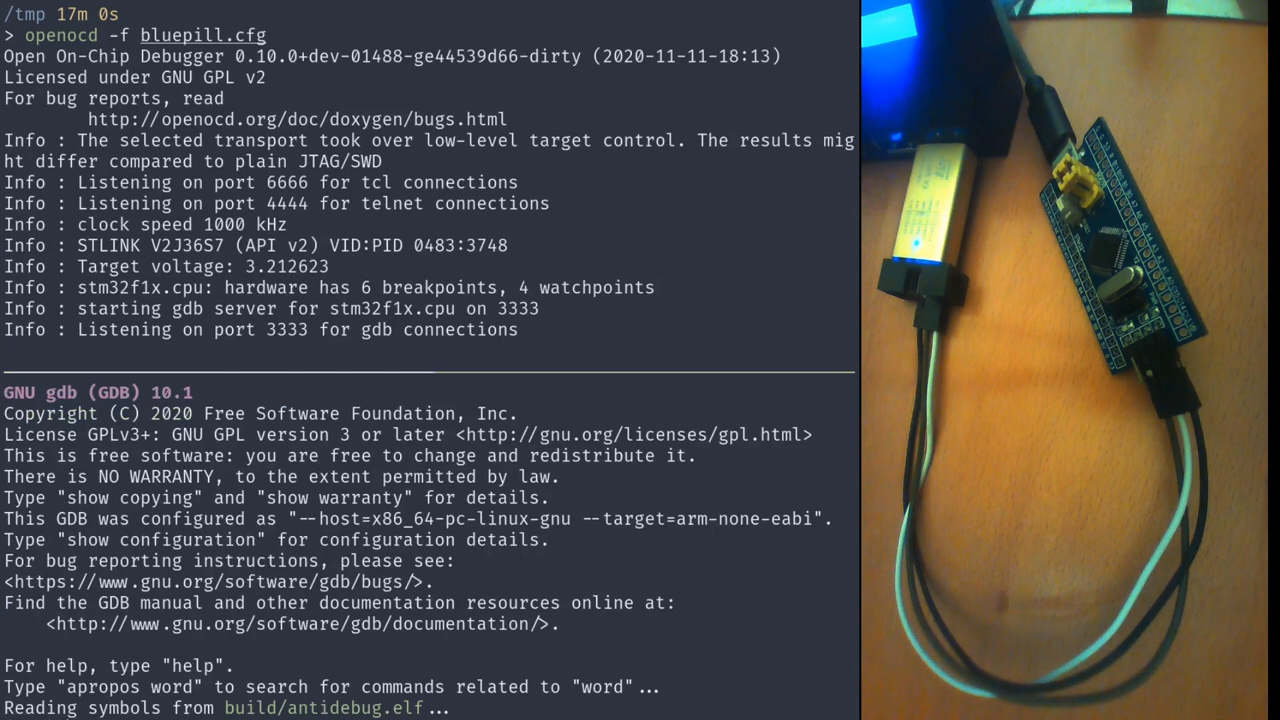 /tmp 17m 0s
> openocd -f bluepill.cfg
Open On-Chip Debugger 0.10.0+dev-01488-ge44539d66-dirty (2020-11-11-18:13)
Licensed under GNU GPL v2
For bug reports, read
        http://openocd.org/doc/doxygen/bugs.html
Info : The selected transport took over low-level target control. The results mig
ht differ compared to plain JTAG/SWD
Info : Listening on port 6666 for tcl connections
Info : Listening on port 4444 for telnet connections
Info : clock speed 1000 kHz
Info : STLINK V2J36S7 (API v2) VID:PID 0483:3748
Info : Target voltage: 3.212623
Info : stm32f1x.cpu: hardware has 6 breakpoints, 4 watchpoints
Info : starting gdb server for stm32f1x.cpu on 3333
Info : Listening on port 3333 for gdb connections
GNU gdb (GDB) 10.1
Copyright (C) 2020 Free Software Foundation, Inc.
License GPLv3+: GNU GPL version 3 or later <http://gnu.org/licenses/gpl.html>
This is free software: you are free to change and redistribute it.
There is NO WARRANTY, to the extent permitted by law.
Type "show copying" and "show warranty" for details.
This GDB was configured as "--host=x86_64-pc-linux-gnu --target=arm-none-eabi".
Type "show configuration" for configuration details.
For bug reporting instructions, please see:
<https://www.gnu.org/software/gdb/bugs/>.
Find the GDB manual and other documentation resources online at:
    <http://www.gnu.org/software/gdb/documentation/>.
For help, type "help".
Type "apropos word" to search for commands related to "word"...
Reading symbols from build/antidebug.elf...